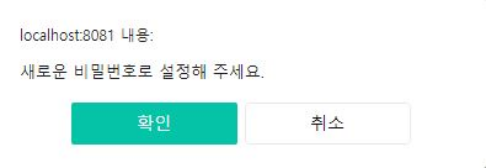 localhost:8081 내용:
새로운 비밀번호로 설정해 주세요.
확인 취소